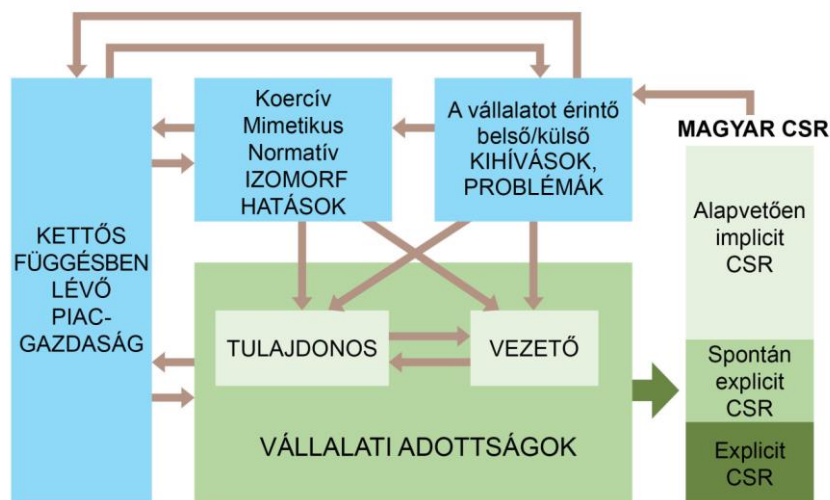 KETTŐS
FÜGGÉSBEN
LÉVŐ
PIAC-
GAZDASÁG
Koercív
Mimetikus
Normatív
IZOMORF
HATÁSOK
A vállalatot érintő
belső/külső
KIHÍVÁSOK,
PROBLÉMÁK
TULAJDONOS
VEZETŐ
VÁLLALATI ADOTTSÁGOK
MAGYAR CSR
Alapvetően
implicit
CSR
Spontán
explicit
CSR
Explicit
CSR